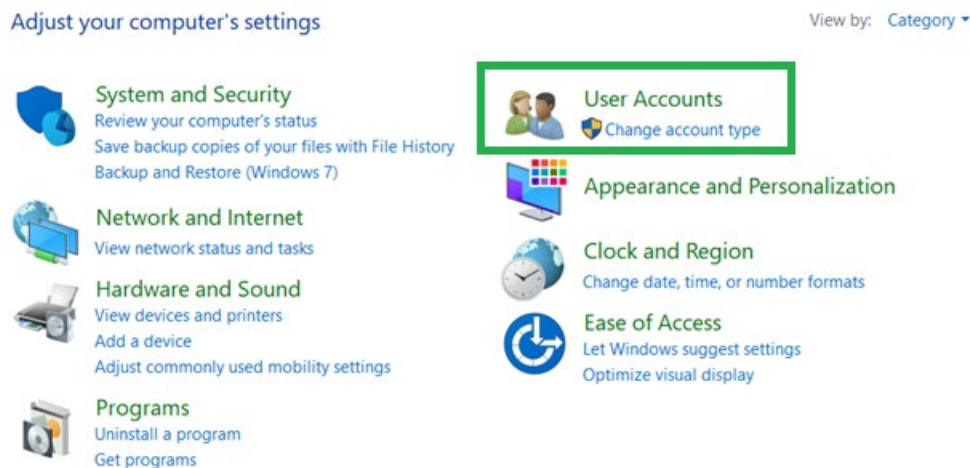 Adjust your computer's settings
View by: Category
System and Security
Review your computer's status
Save backup copies of your files with File History
Backup and Restore (Windows 7)
Network and Internet
View network status and tasks
Hardware and Sound
View devices and printers
Add a device
Adjust commonly used mobility settings
Programs
Uninstall a program
Get programs
User Accounts
Change account type
Appearance and Personalization
Clock and Region
Change date, time, or number formats
Ease of Access
Let Windows suggest settings
Optimize visual display